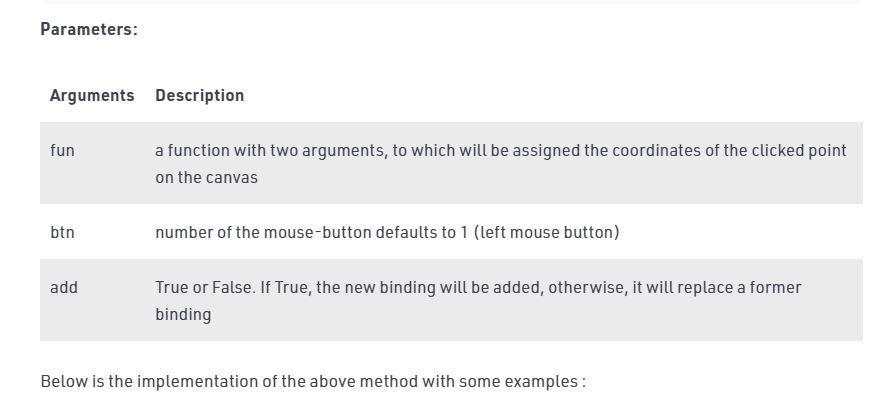 Parameters:
Arguments Description
fun a function with two arguments, to which will be assigned the coordinates of the clicked point
on the canvas
btn number of the mouse-button defaults to 1 (left mouse button)
add True or False. If True, the new binding will be added, otherwise, it will replace a former
binding
Below is the implementation of the above method with some examples :